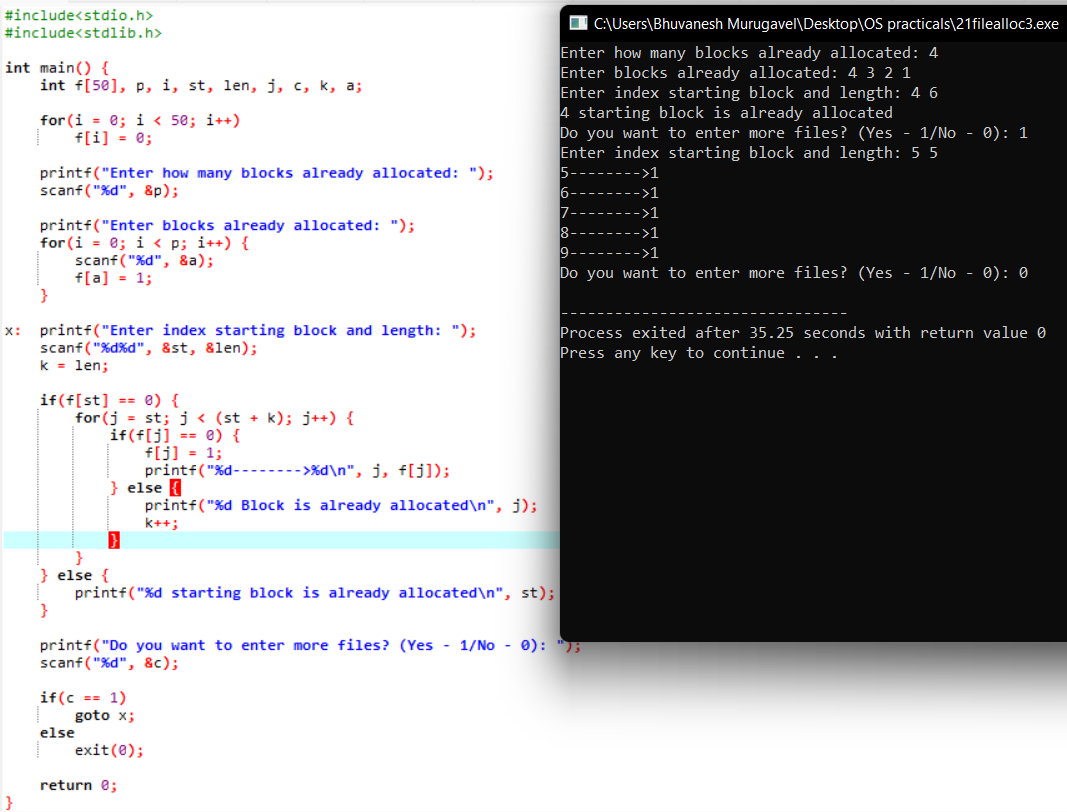 #include<stdio.h>
#include<stdlib.h>
int main() {
int f[50], p, i, st, len, j, c, k, a;
for(i = 0; i < 50; i++)
f[i] = 0;
printf("Enter how many blocks already allocated: ");
scanf("%d", &p);
printf("Enter blocks already allocated: ");
for(i = 0; i < p; i++) {
scanf("%d", &a);
f[a] = 1;
}
x: printf("Enter index starting block and length: ");
scanf("%d%d", &st, &len);
k = len;
if(f[st] == 0) {
for(j = st; j < (st + k); j++) {
if(f[j] == 0) {
f[j] = 1;
printf("%d-------->%d\n", j, f[j]);
} else {
printf("%d Block is already allocated\n", j);
k++;
}
}
} else {
printf("%d starting block is already allocated\n", st);
}
printf("Do you want to enter more files? (Yes - 1/No - 0): ");
scanf("%d", &c);
if(c == 1)
goto x;
else
exit(0);
return 0;
}
C:\Users\Bhuvanesh Murugavel\Desktop\OS practicals\21filealloc3.exe
Enter how many blocks already allocated: 4
Enter blocks already allocated: 4 3 2 1
Enter index starting block and length: 4 6
4 starting block is already allocated
Do you want to enter more files? (Yes - 1/No - 0): 1
Enter index starting block and length: 5 5
5-------->1
6-------->1
7-------->1
8-------->1
9-------->1
Do you want to enter more files? (Yes - 1/No - 0): 0
--------------------------------
Process exited after 35.25 seconds with return value 0
Press any key to continue . . .